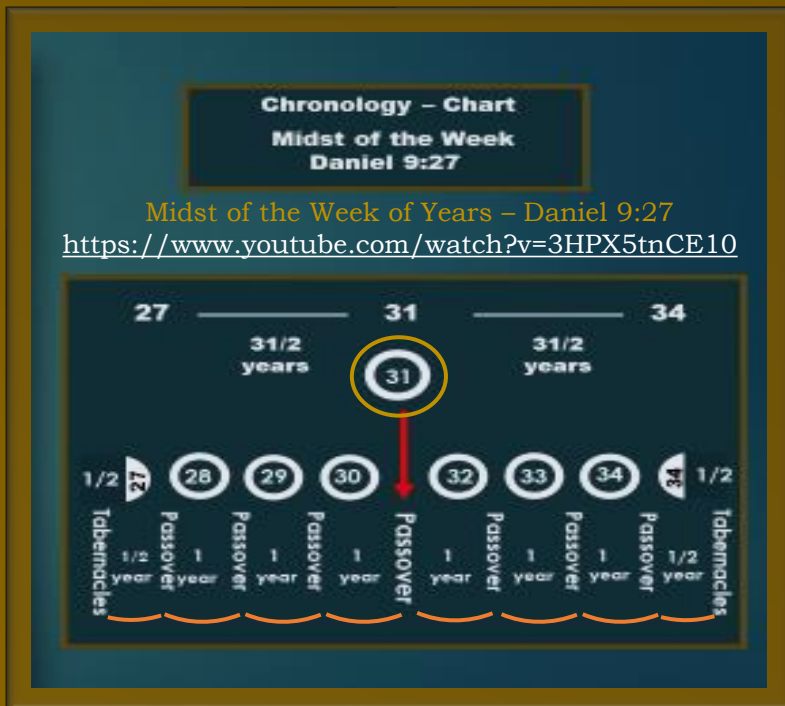 Chronology – Chart
Midst of the Week
Daniel 9:27
Midst of the Week of Years – Daniel 9:27
https://www.youtube.com/watch?v=3HPX5tnCE10
27 31 34
31/2 31/2
years years
31
1/2 27 28 29 30 32 33 34 34 1/2
Tabernacles Passover Passover Passover Passover Passover Passover Passover Tabernacles
1/2 1 1 1 1 1 1 1/2
year year year year year year year year